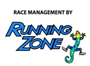 RACE MANAGEMENT BY
RUNNING
ZONE